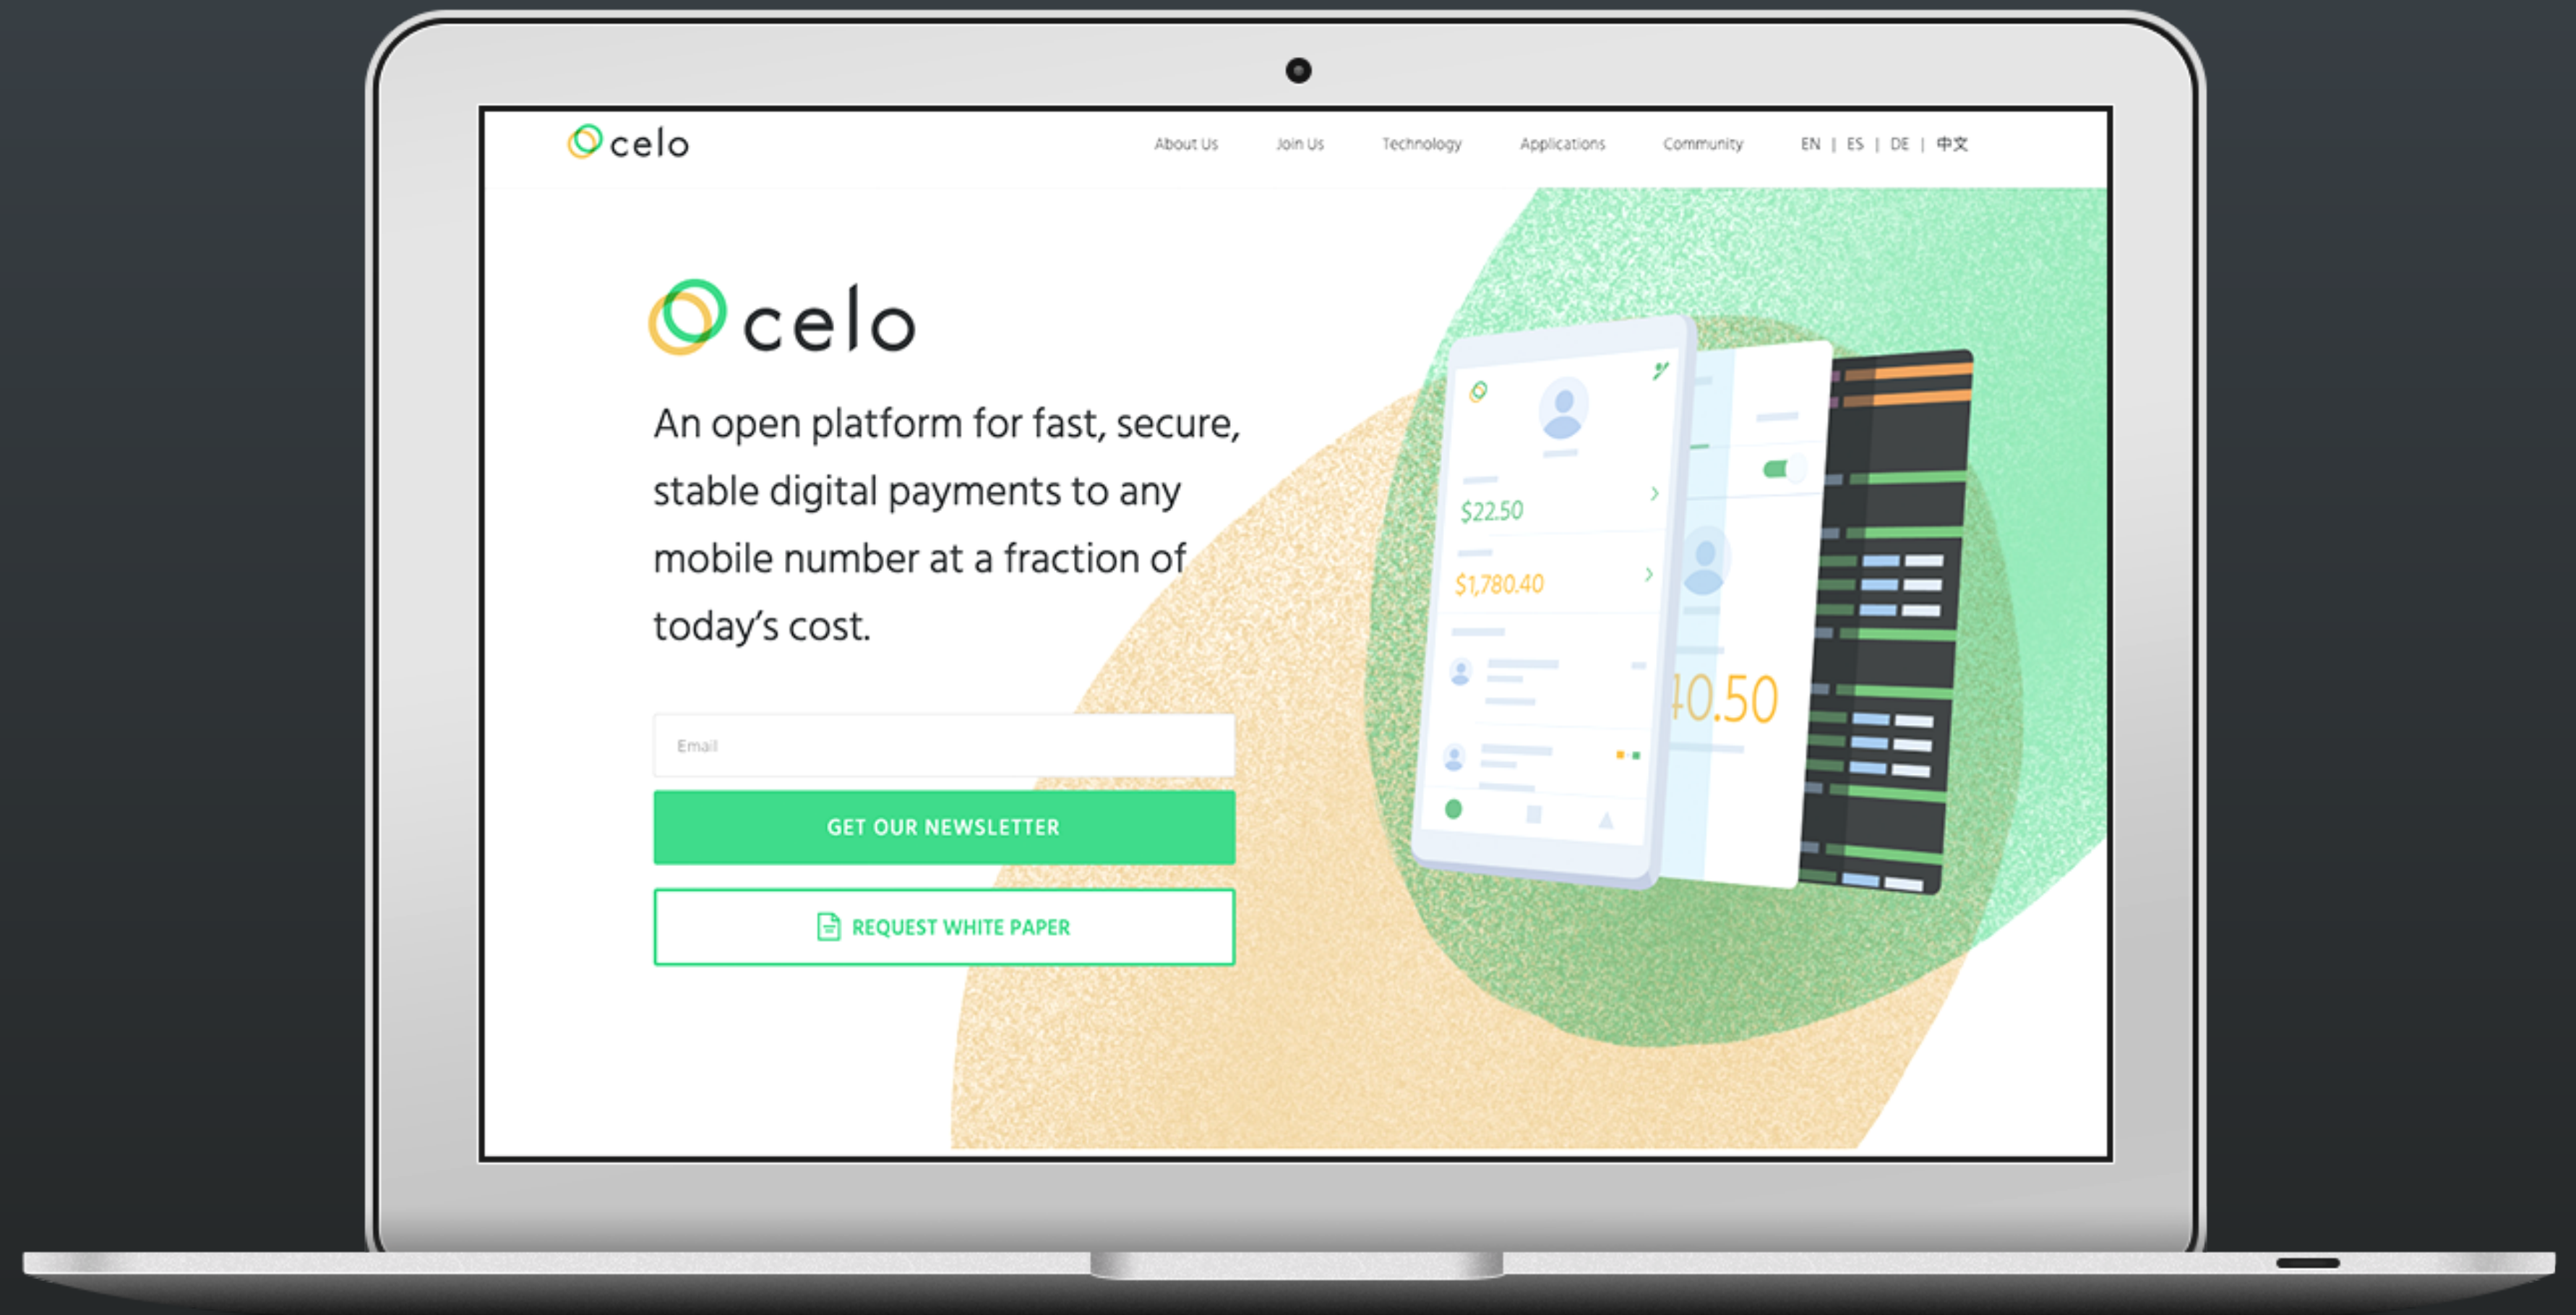 celo
About Us Join Us Technology Applications Community EN | ES | DE | 中文
celo
An open platform for fast, secure,
stable digital payments to any
mobile number at a fraction of
today’s cost.
Email
GET OUR NEWSLETTER
REQUEST WHITE PAPER
$22.50
$1,780.40
40.50